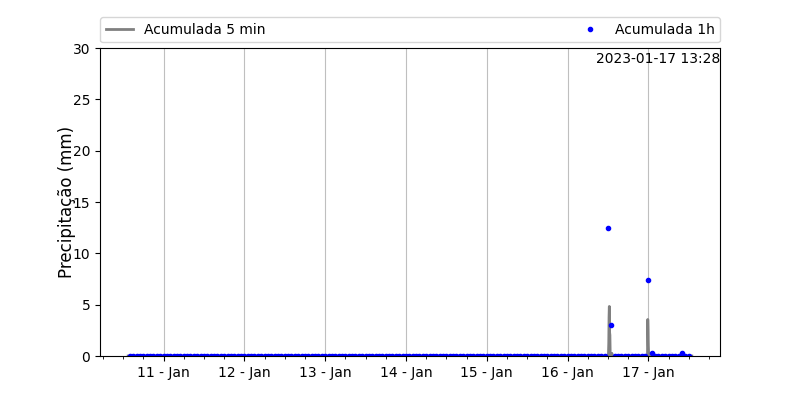 Acumulada 5 min
Acumulada 1h
2023-01-17 13:28
Precipitação (mm)
30
25
20
15
10
5
0
11 - Jan
12 - Jan
13 - Jan
14 - Jan
15 - Jan
16 - Jan
17 - Jan